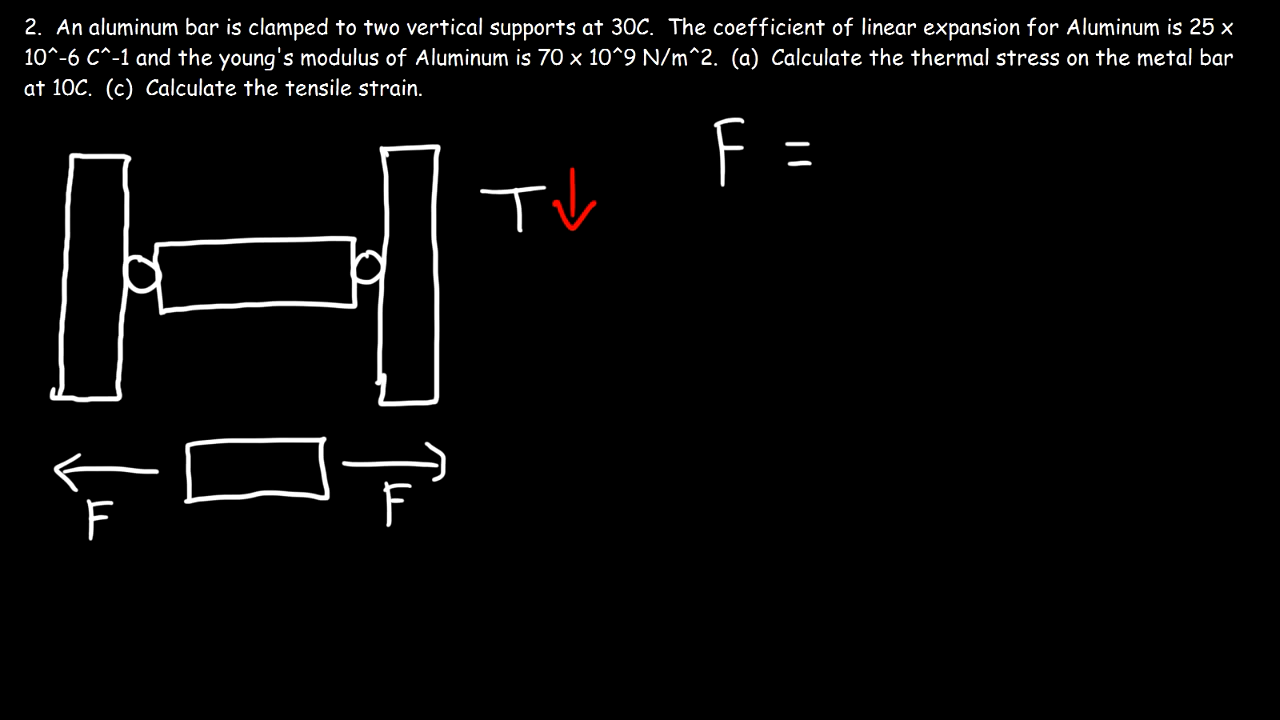 2. An aluminum bar is clamped to two vertical supports at 30C. The coefficient of linear expansion for Aluminum is 25 x
10^-6 C^-1 and the young's modulus of Aluminum is 70 x 10^9 N/m^2. (a) Calculate the thermal stress on the metal bar
at 10C. (c) Calculate the tensile strain.
F =
T↓
F
F